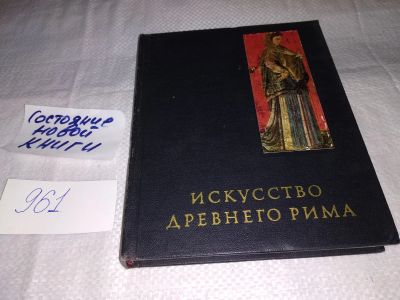 Состояние
новой
книги
961
ИСКУССТВО
ДРЕВНЕГО РИМА